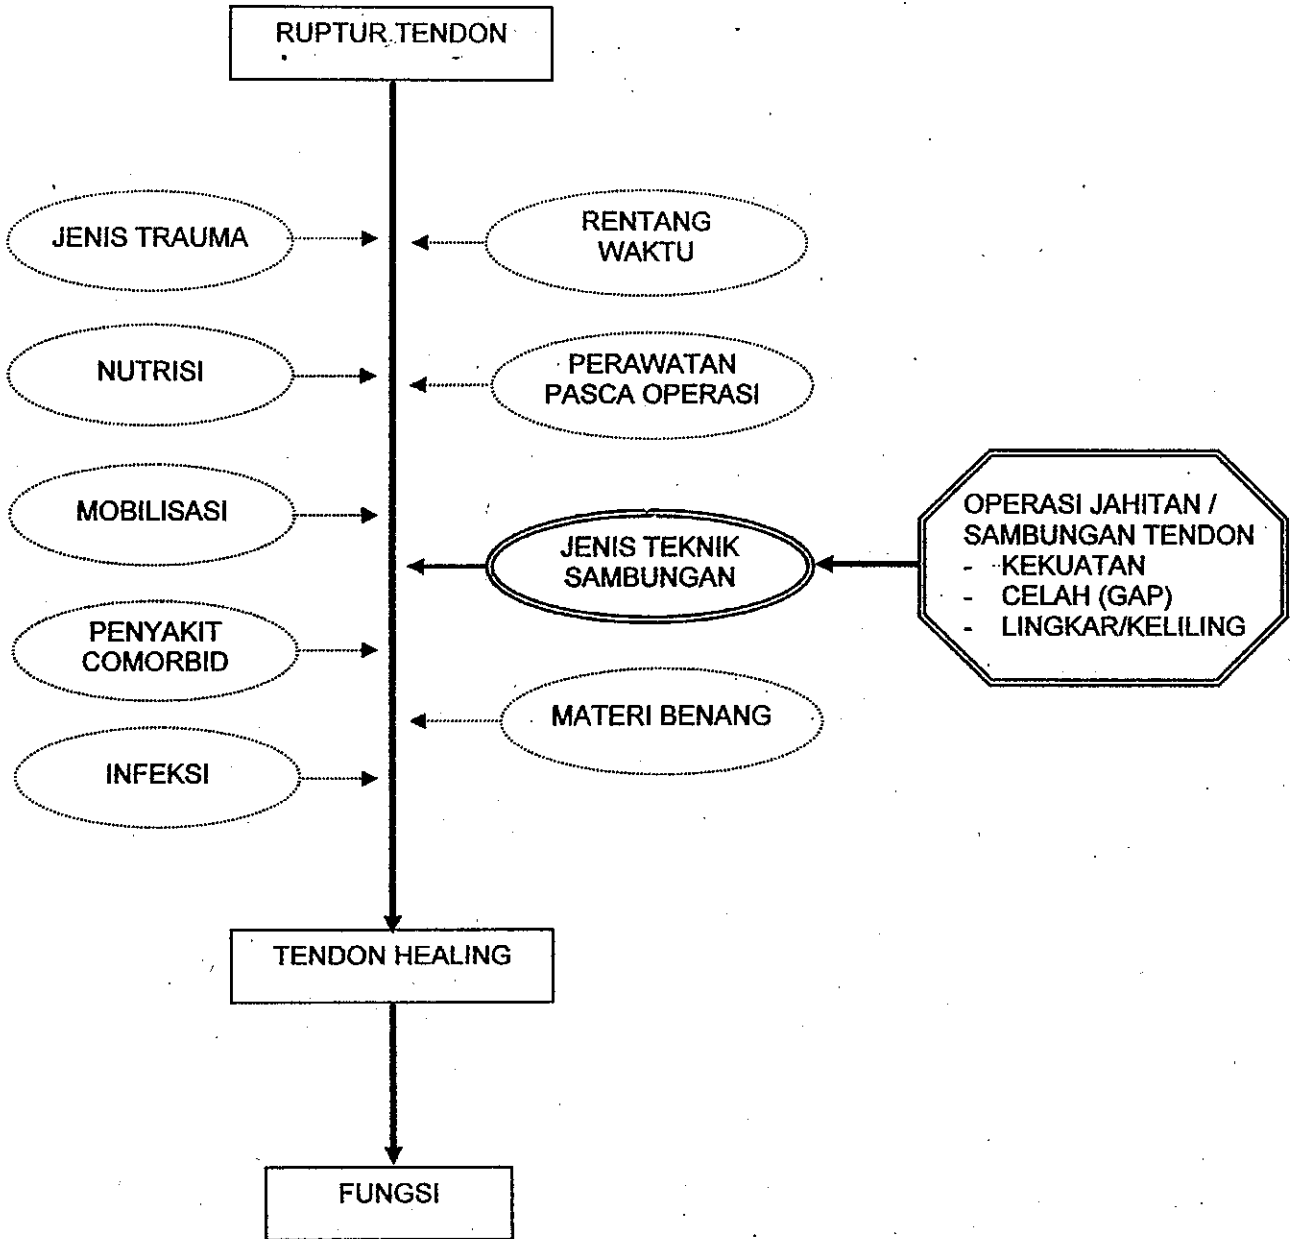 RUPTUR TENDON
JENIS TRAUMA
RENTANG
WAKTU
NUTRISI
PERAWATAN
PASCA OPERASI
MOBILISASI
JENIS TEKNIK
SAMBUNGAN
OPERASI JAHITAN /
SAMBUNGAN TENDON
- KEKUATAN
- CELAH (GAP)
- LINGKAR/KELILING
PENYAKIT
COMORBID
MATERI BENANG
INFEKSI
TENDON HEALING
FUNGSI